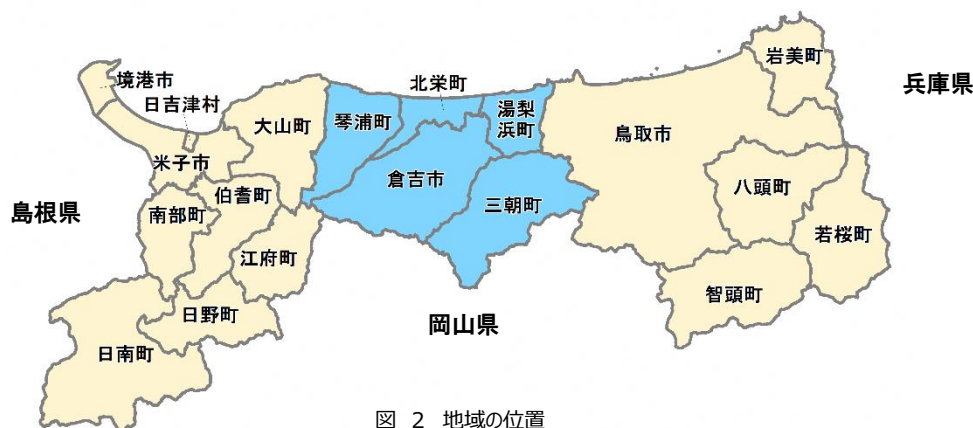 境港市
日吉津村
米子市
大山町
琴浦町
北栄町
湯梨
浜町
鳥取市
岩美町
兵庫県
島根県
南部町
伯耆町
倉吉市
三朝町
八頭町
若桜町
江府町
智頭町
日野町
岡山県
日南町
図 2 地域の位置